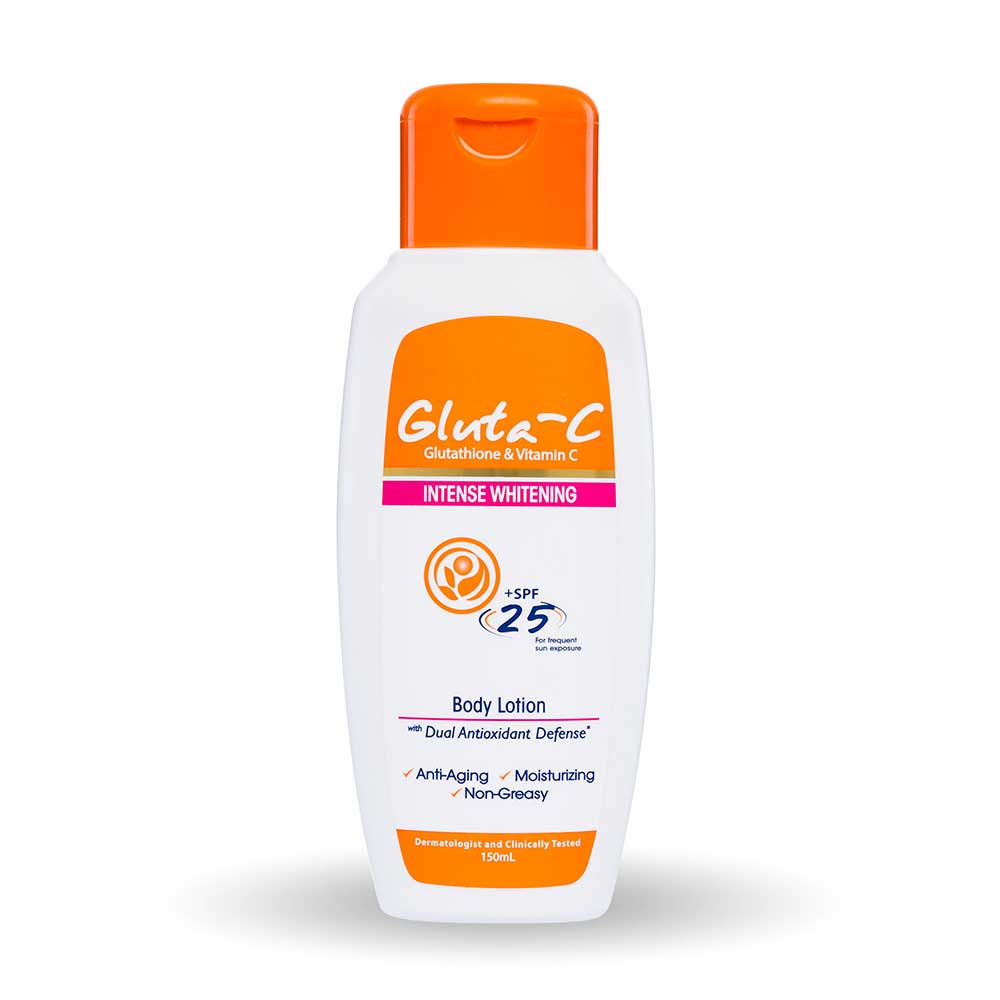 Gluta-C
Glutathione & Vitamin C
INTENSE WHITENING
+SPF
25
For frequent
sun exposure
Body Lotion
with Dual Antioxidant Defense*
✓ Anti-Aging ✓ Moisturizing
✓ Non-Greasy
Dermatologist and Clinically Tested
150mL